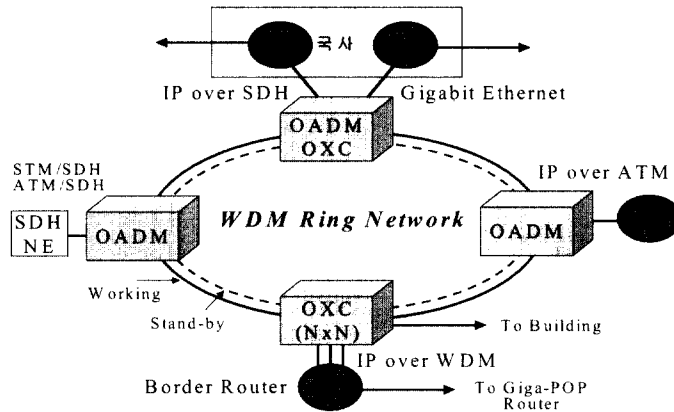 국사
IP over SDH
Gigabit Ethernet
OADM
OXC
STM/SDH
ATM/SDH
IP over ATM
SDH
NE
OADM
WDM Ring Network
OADM
Working
Stand-by
OXC
(NxN)
To Building
IP over WDM
Border Router
To Giga-POP
Router